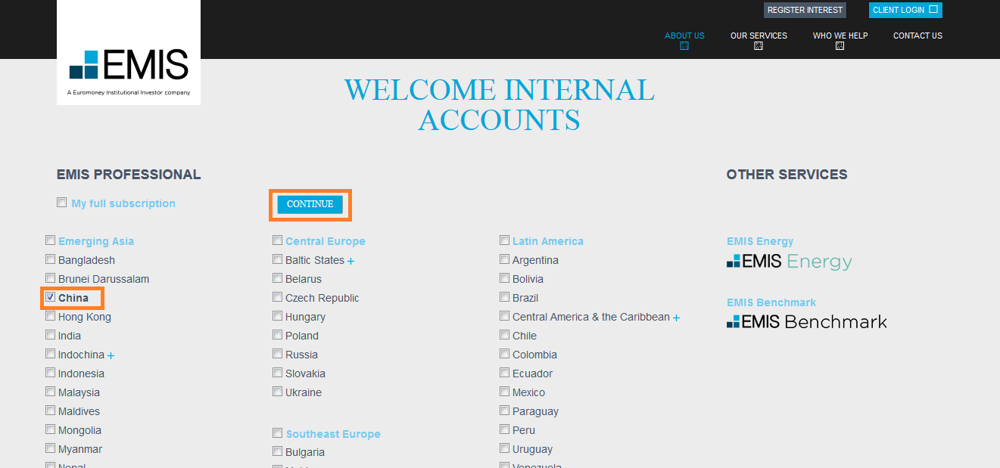 REGISTER INTEREST
CLIENT LOGIN
ABOUT US
OUR SERVICES
WHO WE HELP
CONTACT US
EMIS
A Euromoney Institutional Investor company
WELCOME INTERNAL
ACCOUNTS
EMIS PROFESSIONAL
My full subscription
CONTINUE
Emerging Asia
Bangladesh
Brunei Darussalam
China
Hong Kong
India
Indochina +
Indonesia
Malaysia
Maldives
Mongolia
Myanmar
Nepal
Central Europe
Baltic States +
Belarus
Czech Republic
Hungary
Poland
Russia
Slovakia
Ukraine
Southeast Europe
Bulgaria
Latin America
Argentina
Bolivia
Brazil
Central America & the Caribbean +
Chile
Colombia
Ecuador
Mexico
Paraguay
Peru
Uruguay
Venezuela
OTHER SERVICES
EMIS Energy
EMIS Energy
EMIS Benchmark
EMIS Benchmark